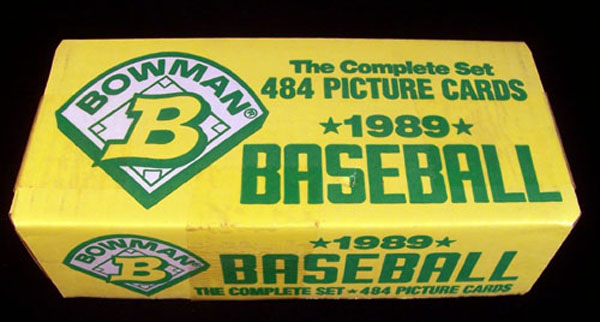 BOWMAN®
B
The Complete Set
484 PICTURE CARDS
★1989★
BASEBALL
BOWMAN
B
★1989★
BASEBALL
THE COMPLETE SET ★ 484 PICTURE CARDS